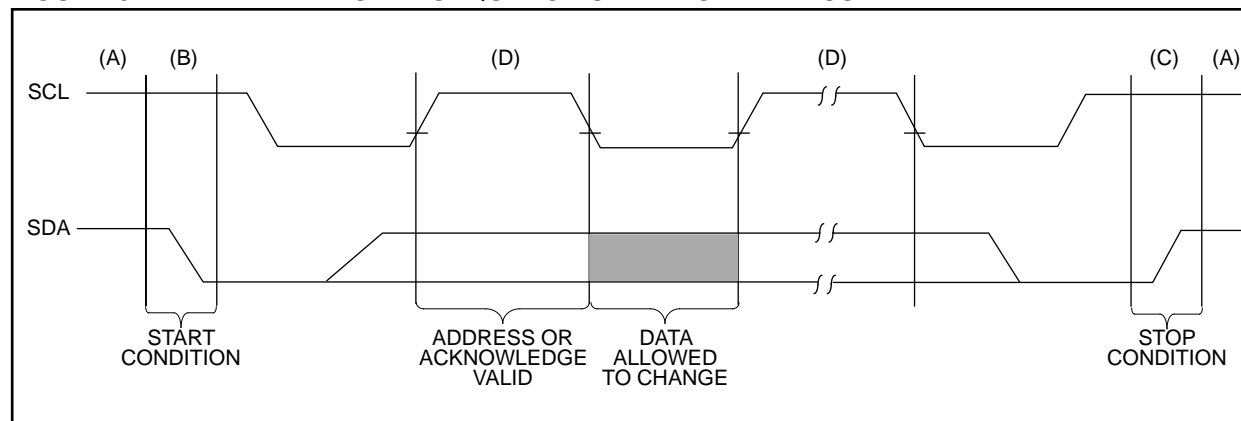 (A) (B) (D) (D) (C) (A)
SCL
SDA
START
CONDITION
ADDRESS OR
ACKNOWLEDGE
VALID
DATA
ALLOWED
TO CHANGE
STOP
CONDITION